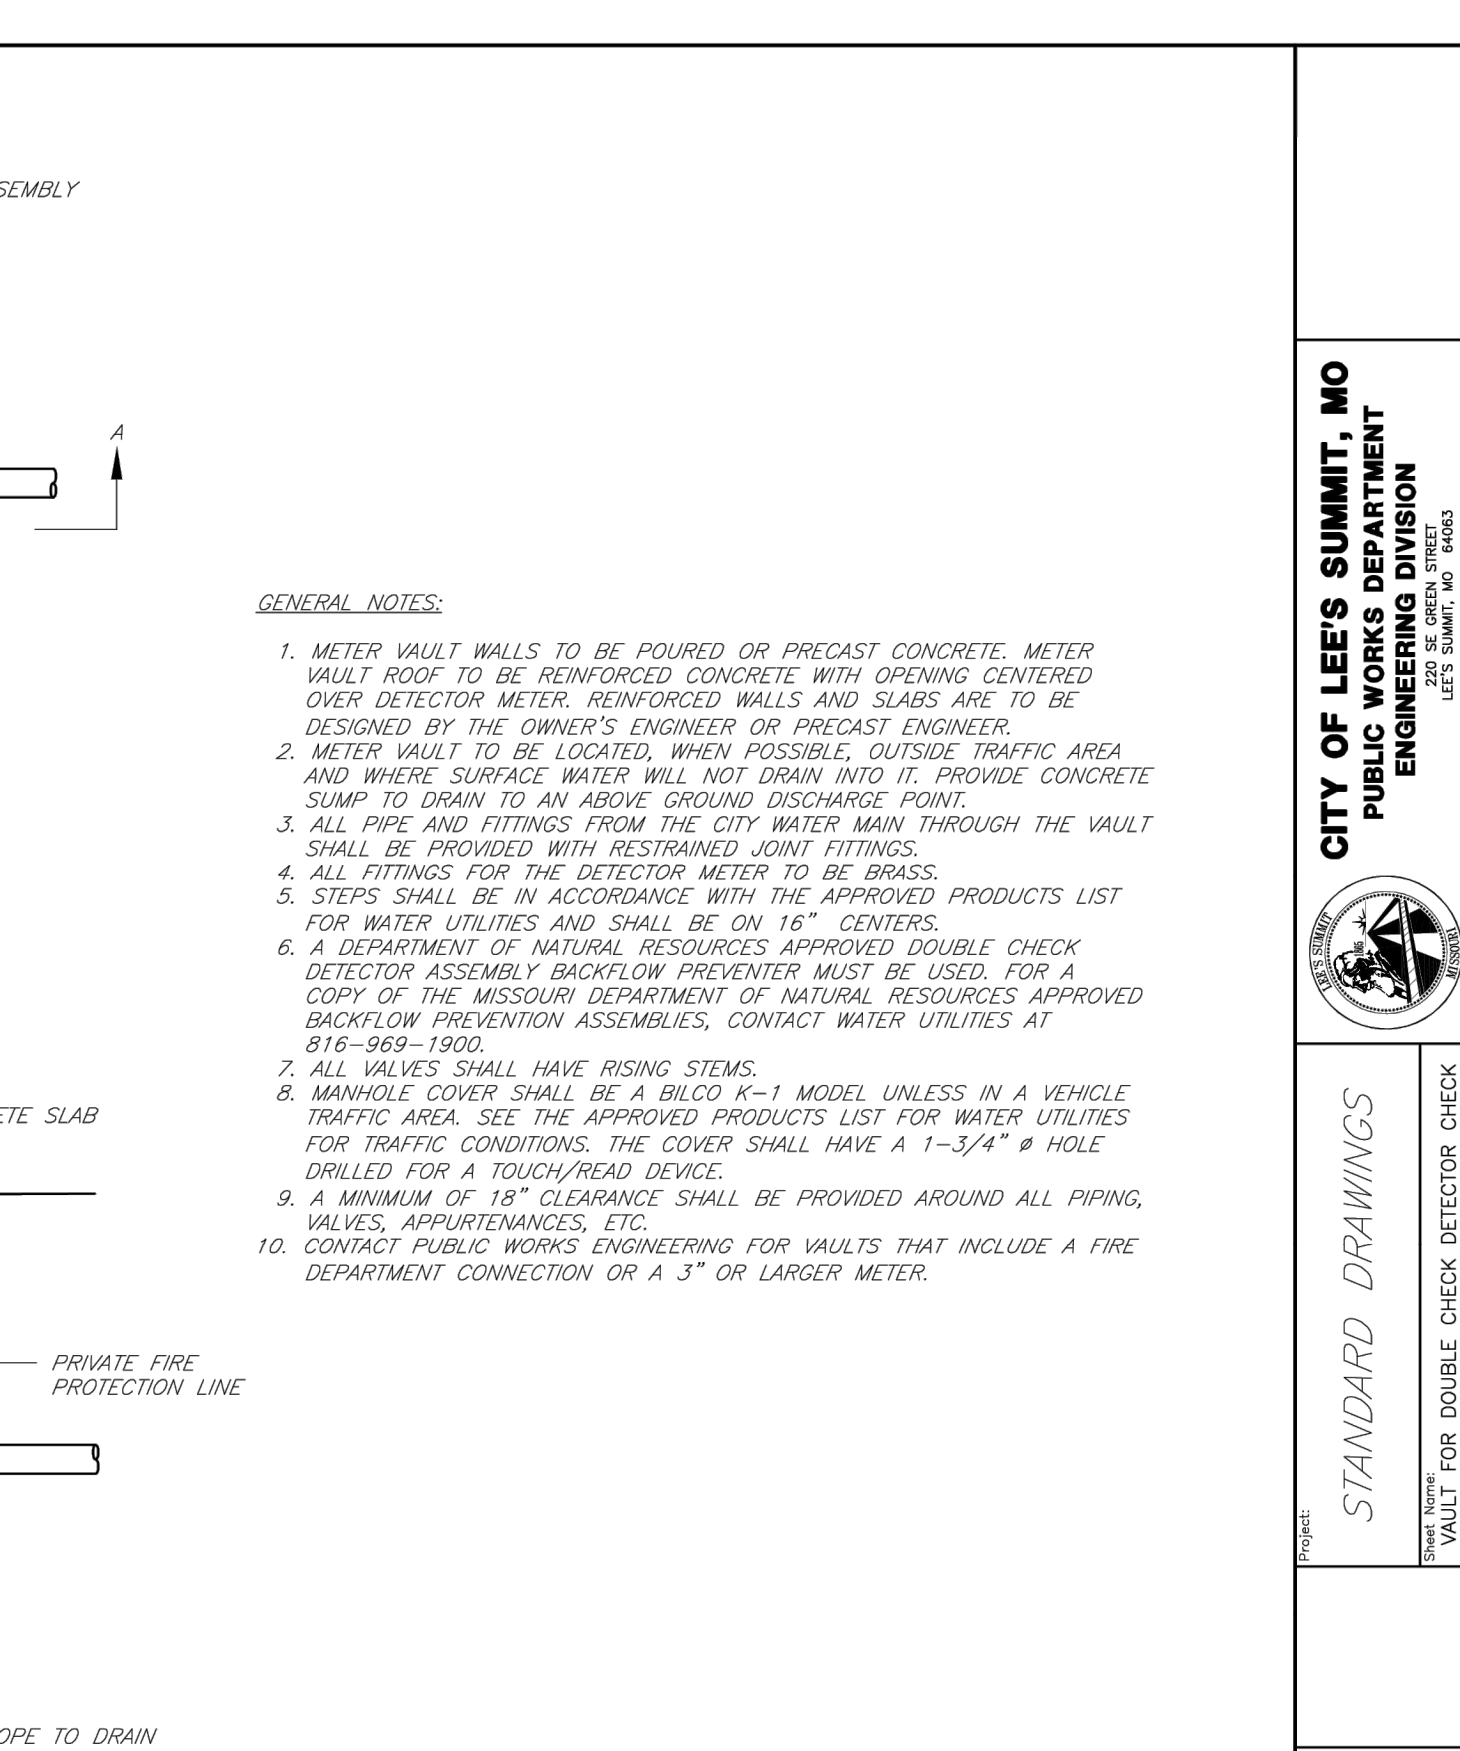 SEMBLY
A
GENERAL NOTES:
1. METER VAULT WALLS TO BE POURED OR PRECAST CONCRETE. METER
VAULT ROOF TO BE REINFORCED CONCRETE WITH OPENING CENTERED
OVER DETECTOR METER. REINFORCED WALLS AND SLABS ARE TO BE
DESIGNED BY THE OWNER'S ENGINEER OR PRECAST ENGINEER.
2. METER VAULT TO BE LOCATED, WHEN POSSIBLE, OUTSIDE TRAFFIC AREA
AND WHERE SURFACE WATER WILL NOT DRAIN INTO IT. PROVIDE CONCRETE
SUMP TO DRAIN TO AN ABOVE GROUND DISCHARGE POINT.
3. ALL PIPE AND FITTINGS FROM THE CITY WATER MAIN THROUGH THE VAULT
SHALL BE PROVIDED WITH RESTRAINED JOINT FITTINGS.
4. ALL FITTINGS FOR THE DETECTOR METER TO BE BRASS.
5. STEPS SHALL BE IN ACCORDANCE WITH THE APPROVED PRODUCTS LIST
FOR WATER UTILITIES AND SHALL BE ON 16" CENTERS.
6. A DEPARTMENT OF NATURAL RESOURCES APPROVED DOUBLE CHECK
DETECTOR ASSEMBLY BACKFLOW PREVENTER MUST BE USED. FOR A
COPY OF THE MISSOURI DEPARTMENT OF NATURAL RESOURCES APPROVED
BACKFLOW PREVENTION ASSEMBLIES, CONTACT WATER UTILITIES AT
816-969-1900.
7. ALL VALVES SHALL HAVE RISING STEMS.
8. MANHOLE COVER SHALL BE A BILCO K-1 MODEL UNLESS IN A VEHICLE
TRAFFIC AREA. SEE THE APPROVED PRODUCTS LIST FOR WATER UTILITIES
FOR TRAFFIC CONDITIONS. THE COVER SHALL HAVE A 1-3/4" ø HOLE
DRILLED FOR A TOUCH/READ DEVICE.
9. A MINIMUM OF 18" CLEARANCE SHALL BE PROVIDED AROUND ALL PIPING,
VALVES, APPURTENANCES, ETC.
10. CONTACT PUBLIC WORKS ENGINEERING FOR VAULTS THAT INCLUDE A FIRE
DEPARTMENT CONNECTION OR A 3" OR LARGER METER.
ETE SLAB
PRIVATE FIRE
PROTECTION LINE
OPE TO DRAIN
CITY OF LEE'S SUMMIT, MO
PUBLIC WORKS DEPARTMENT
ENGINEERING DIVISION
220 SE GREEN STREET
LEE'S SUMMIT, MO 64063
LEE'S SUMMIT
1865
MISSOURI
Project:
STANDARD DRAWINGS
Sheet Name:
VAULT FOR DOUBLE CHECK DETECTOR CHECK